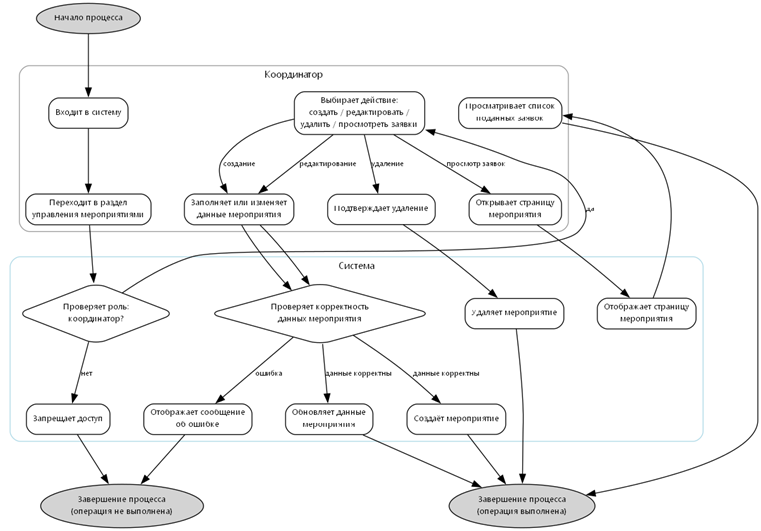 Начало процесса
Координатор
Входит в систему
Выбирает действие:
создать / редактировать /
удалить / просмотреть заявки
Просматривает список
поданных заявок
создание
редактирование
удаление
просмотр заявок
Переходит в раздел
управления мероприятиями
Заполняет или изменяет
данные мероприятия
Подтверждает удаление
Открывает страницу
мероприятия
да
Система
Проверяет роль:
координатор?
Проверяет корректность
данных мероприятия
Удаляет мероприятие
Отображает страницу
мероприятия
нет
ошибка
данные корректны
данные корректны
Запрещает доступ
Отображает сообщение
об ошибке
Обновляет данные
мероприятия
Создаёт мероприятие
Завершение процесса
(операция не выполнена)
Завершение процесса
(операция выполнена)